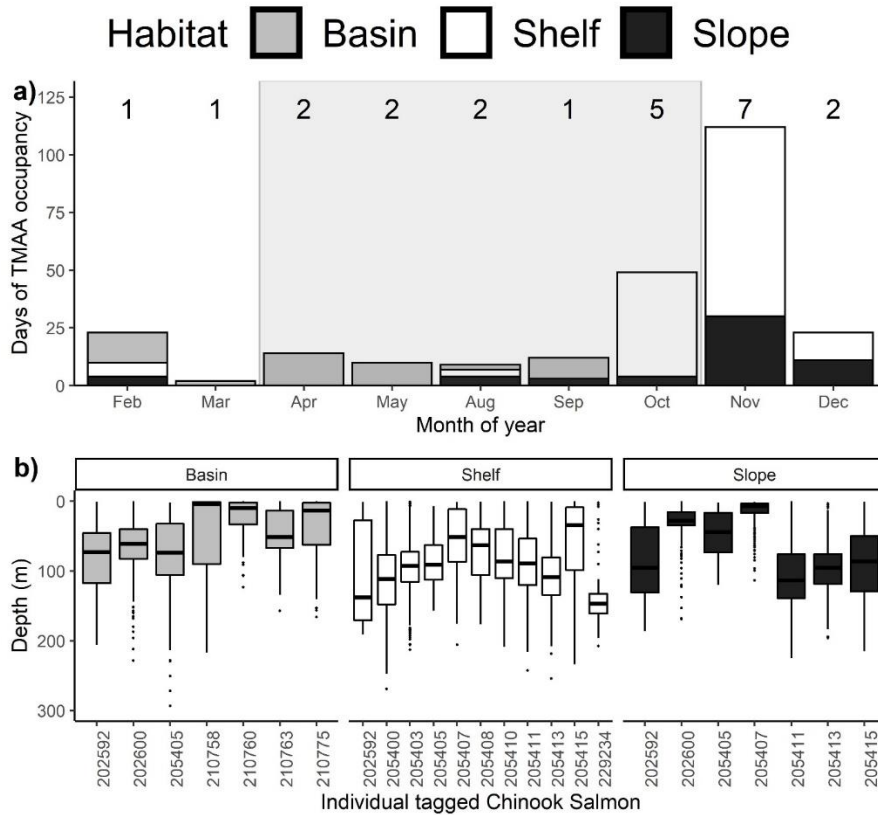 Habitat Basin Shelf Slope
a)
Days of TMAA occupancy
125
100
75
50
25
0
1 1 2 2 2 1 5 7 2
Feb Mar Apr May Aug Sep Oct Nov Dec
Month of year
b)
Basin Shelf Slope
Depth (m)
0
100
200
300
202592 202600 205405 210758 210760 210763 210775 202592 205400 205403 205405 205407 205408 205410 205411 205413 205415 229234 202592 202600 205405 205407 205411 205413 205415
Individual tagged Chinook Salmon